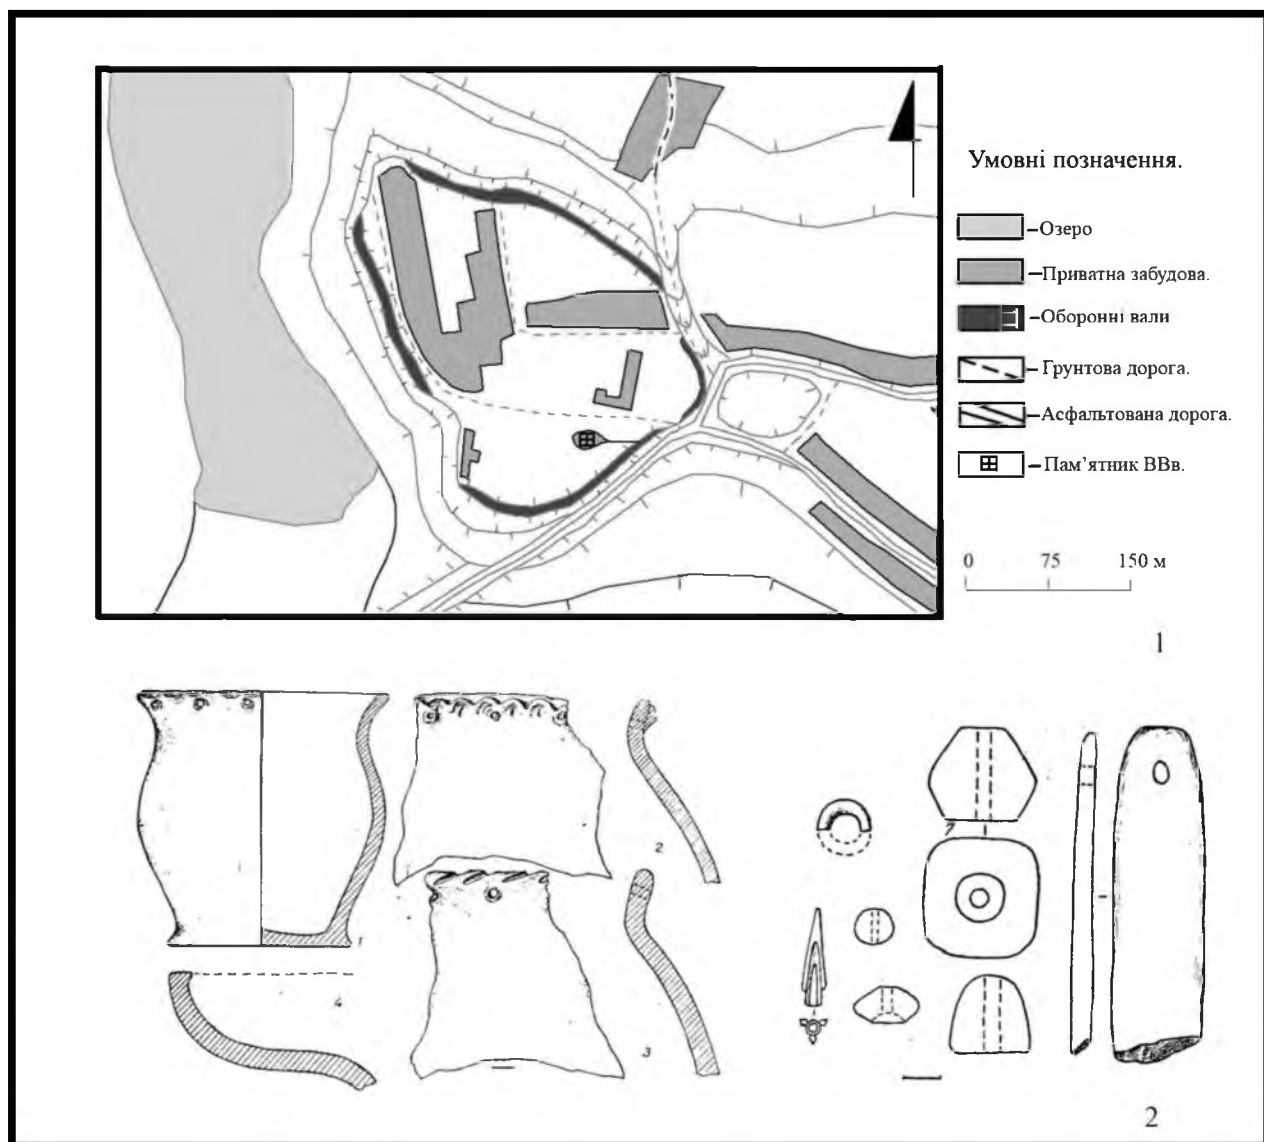 Умовні позначення.
–Озеро
–Приватна забудова.
–Оборонні вали
– Грунтова дорога.
– Асфальтована дорога.
– Пам’ятник ВВв.
0 75 150 м
1
1
2
3
4
7
2